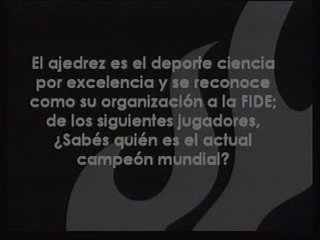 El ajedrez es el deporte ciencia
por excelencia y se reconoce
como su organización a la FIDE;
de los siguientes jugadores,
¿Sabés quién es el actual
campeón mundial?